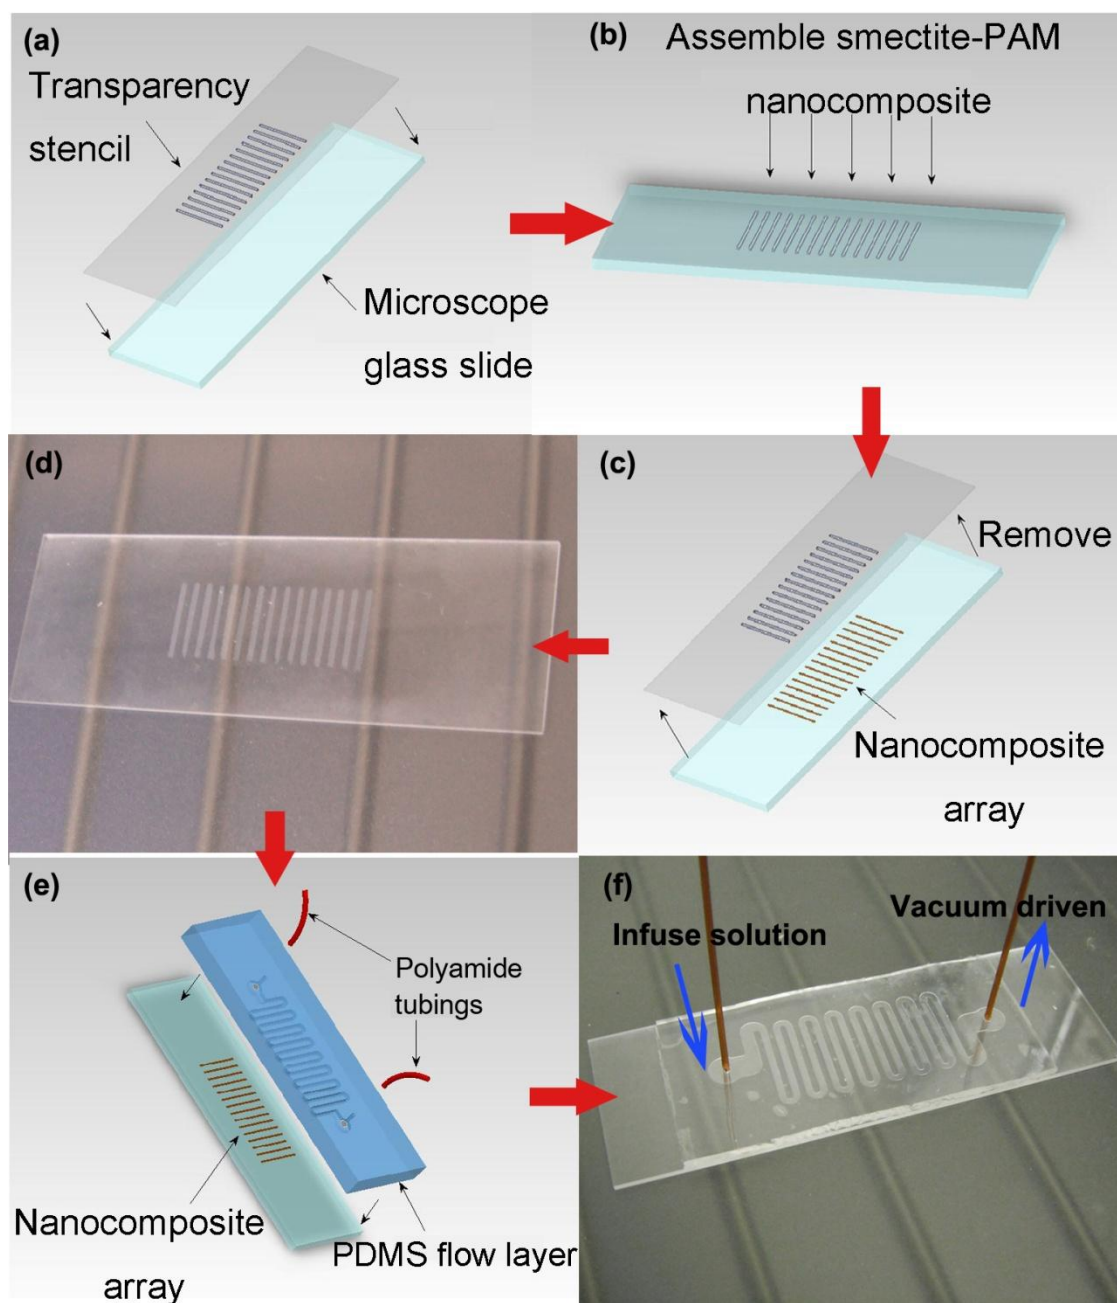 (a)
Transparency
stencil
Microscope
glass slide
(b)
Assemble smectite-PAM
nanocomposite
(c)
Remove
Nanocomposite
array
(d)
(e)
Polyamide
tubings
Nanocomposite
array
PDMS flow layer
(f)
Infuse solution
Vacuum driven